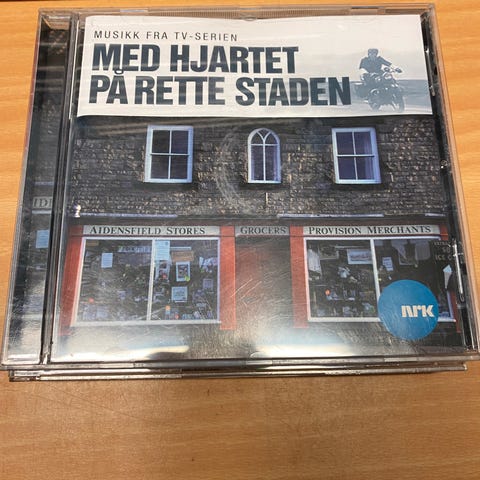 MUSIKK FRA TV-SERIEN
MED HJARTET
PÅ RETTE STADEN
AIDENSFIELD STORES GROCERS PROVISION MERCHANTS
NRK